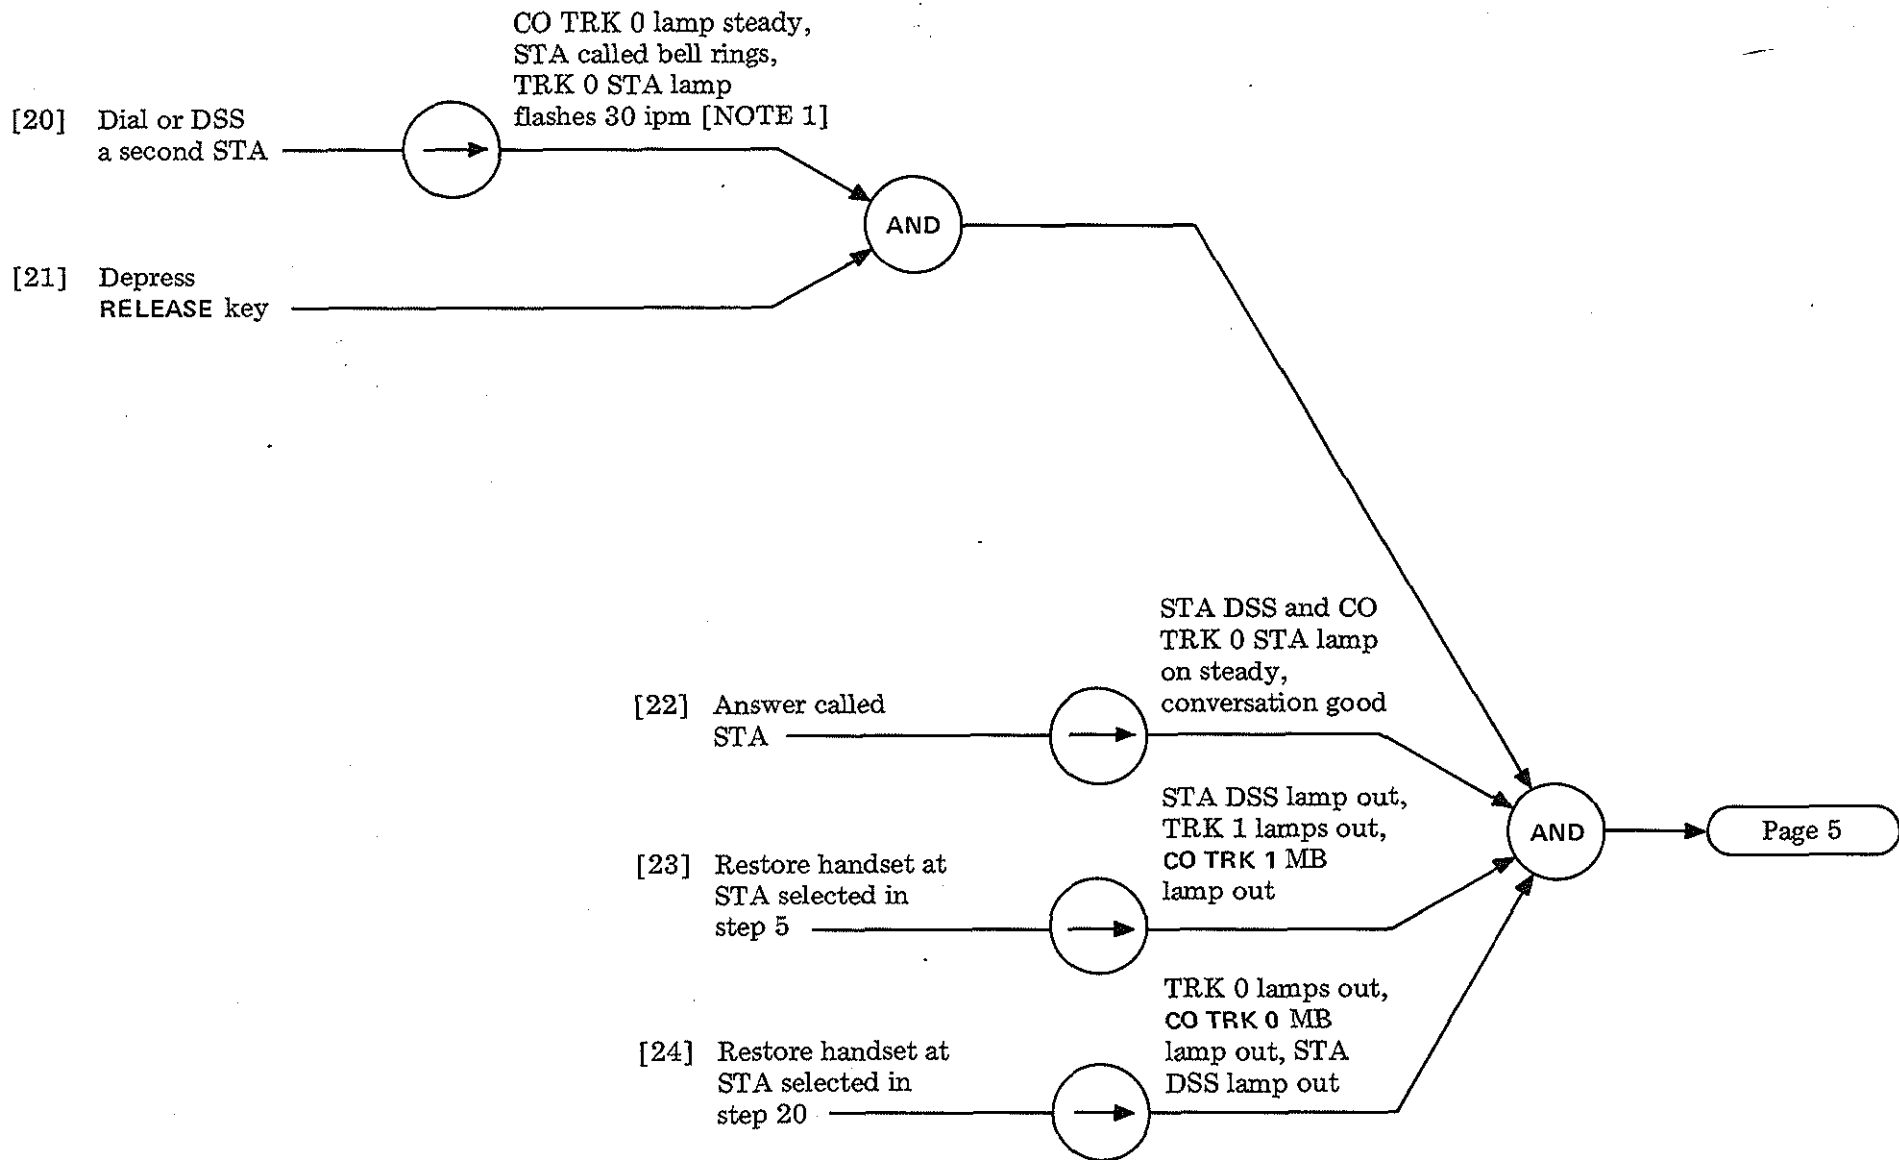 CO TRK 0 lamp steady,
STA called bell rings,
TRK 0 STA lamp
flashes 30 ipm [NOTE 1]
[20] Dial or DSS
a second STA
AND
[21] Depress
RELEASE key
STA DSS and CO
TRK 0 STA lamp
on steady,
conversation good
[22] Answer called
STA
STA DSS lamp out,
TRK 1 lamps out,
CO TRK 1 MB
lamp out
AND
Page 5
[23] Restore handset at
STA selected in
step 5
TRK 0 lamps out,
CO TRK 0 MB
lamp out, STA
DSS lamp out
[24] Restore handset at
STA selected in
step 20